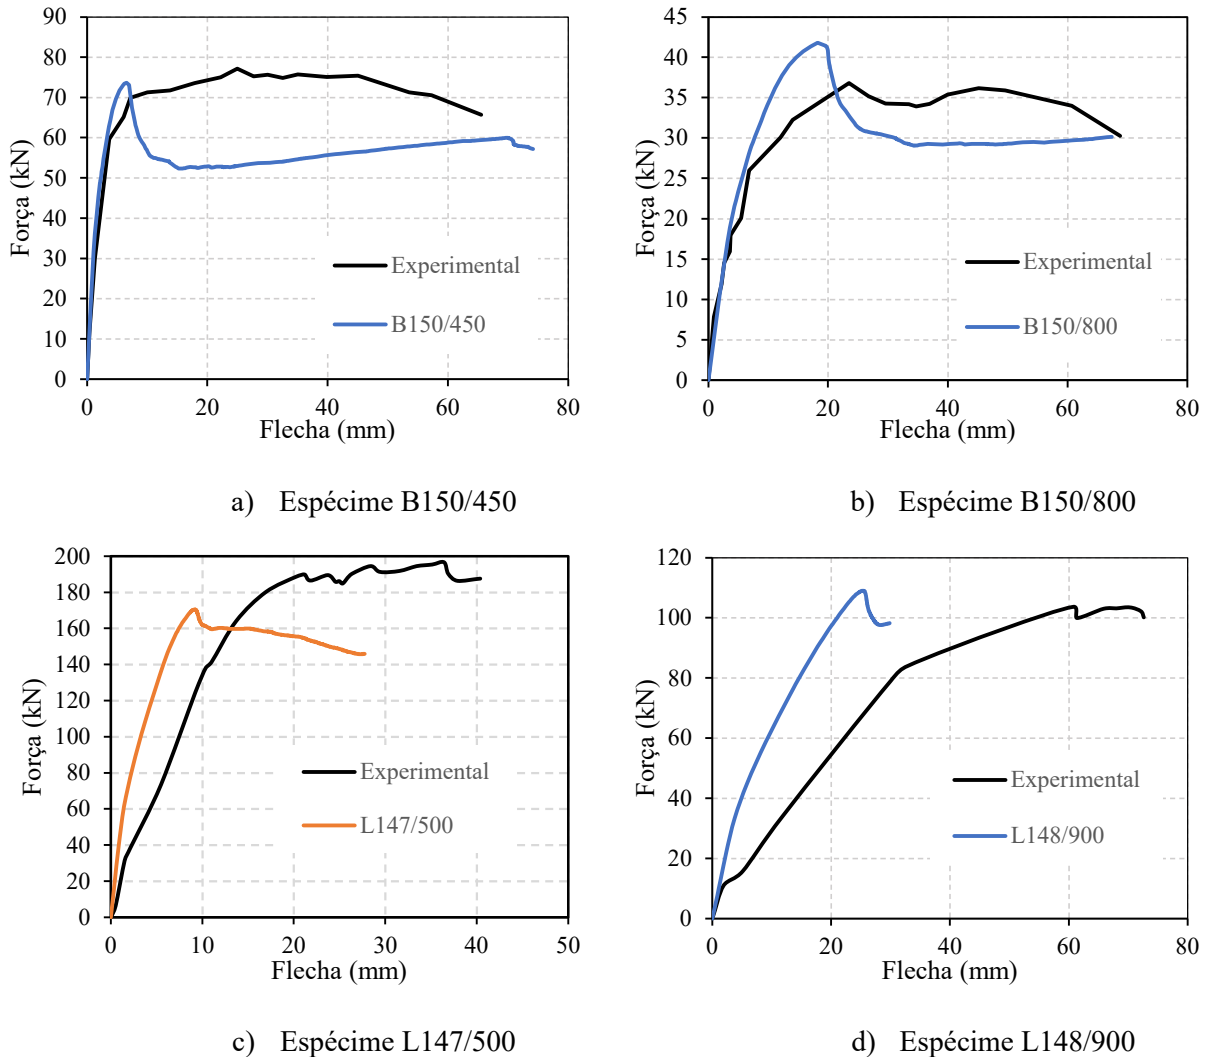 90
80
70
60
50
40
30
20
10
0
Força (kN)
Experimental
B150/450
0 20 40 60 80
Flecha (mm)
a) Espécime B150/450
45
40
35
30
25
20
15
10
5
0
Força (kN)
Experimental
B150/800
0 20 40 60 80
Flecha (mm)
b) Espécime B150/800
200
180
160
140
120
100
80
60
40
20
0
Força (kN)
Experimental
L147/500
0 10 20 30 40 50
Flecha (mm)
c) Espécime L147/500
120
100
80
60
40
20
0
Força (kN)
Experimental
L148/900
0 20 40 60 80
Flecha (mm)
d) Espécime L148/900